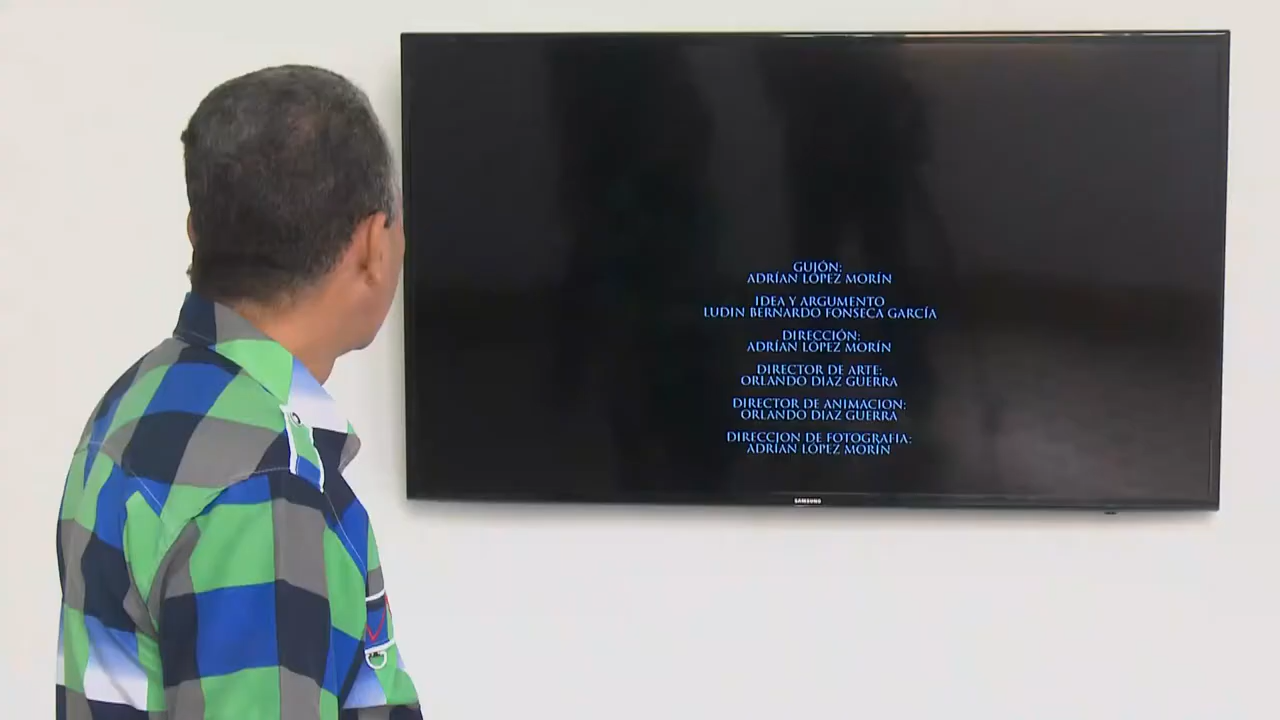 GUIÓN:
ADRÍAN LÓPEZ MORÍN
IDEA Y ARGUMENTO
LUDIN BERNARDO FONSECA GARCÍA
DIRECCIÓN:
ADRÍAN LÓPEZ MORÍN
DIRECTOR DE ARTE:
ORLANDO DIAZ GUERRA
DIRECTOR DE ANIMACION:
ORLANDO DIAZ GUERRA
DIRECCION DE FOTOGRAFIA:
ADRÍAN LÓPEZ MORÍN
SAMSUNG